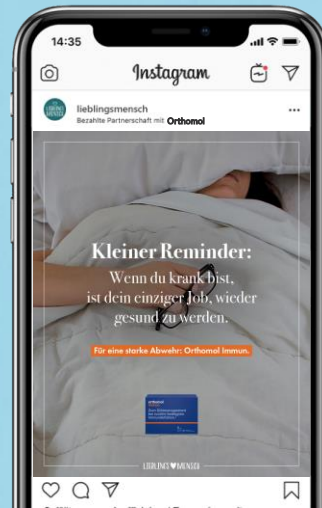 14:35
Instagram
lieblingsmensch
Bezahlte Partnerschaft mit Orthomol
Kleiner Reminder:
Wenn du krank bist,
ist dein einziger Job, wieder
gesund zu werden.
Für eine starke Abwehr: Orthomol Immun.
orthomol
LIEBLINGSMENSCH